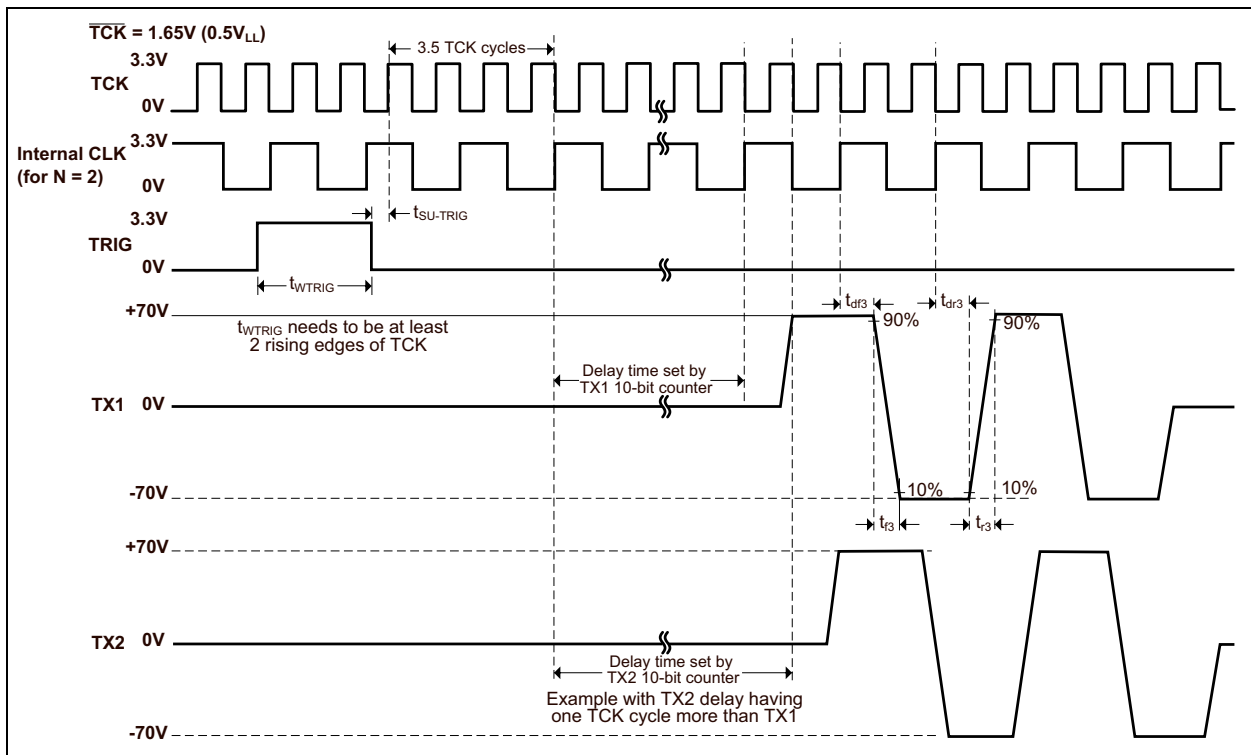 TCK = 1.65V (0.5VLL)
3.5 TCK cycles
3.3V
TCK
0V
3.3V
Internal CLK
(for N = 2)
0V
3.3V
tSU-TRIG
TRIG
0V
tWTRIG
+70V
tWTRIG needs to be at least
2 rising edges of TCK
tdf3
tdr3
90%
90%
Delay time set by
TX1 10-bit counter
TX1 0V
-70V
10%
10%
tf3
tr3
+70V
TX2 0V
Delay time set by
TX2 10-bit counter
Example with TX2 delay having
one TCK cycle more than TX1
-70V